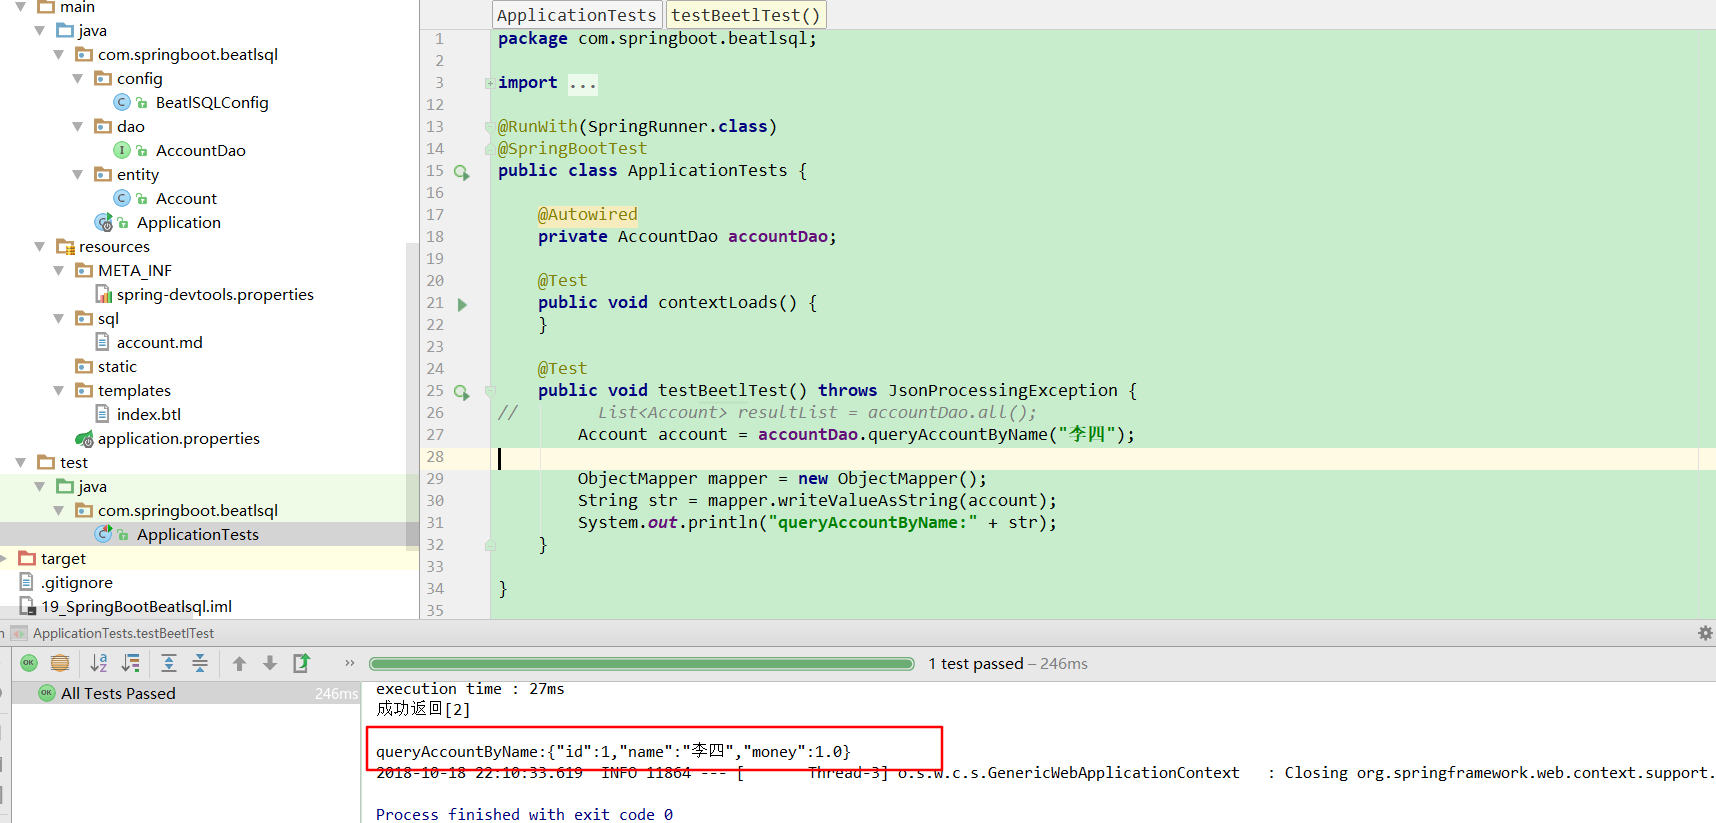 main
java
com.springboot.beatlsql
config
BeatlSQLConfig
dao
AccountDao
entity
Account
Application
resources
META_INF
spring-devtools.properties
sql
account.md
static
templates
index.btl
application.properties
test
java
com.springboot.beatlsql
ApplicationTests
target
.gitignore
19_SpringBootBeatlsql.iml
ApplicationTests testBeetlTest()
1 package com.springboot.beatlsql;
2
3 import ...
12
13 @RunWith(SpringRunner.class)
14 @SpringBootTest
15 public class ApplicationTests {
16
17 @Autowired
18 private AccountDao accountDao;
19
20 @Test
21 public void contextLoads() {
22 }
23
24 @Test
25 public void testBeetlTest() throws JsonProcessingException {
26 // List<Account> resultList = accountDao.all();
27 Account account = accountDao.queryAccountByName("李四");
28
29 ObjectMapper mapper = new ObjectMapper();
30 String str = mapper.writeValueAsString(account);
31 System.out.println("queryAccountByName:" + str);
32 }
33
34 }
35
n ApplicationTests.testBeetlTest
OK 1 test passed – 246ms
OK All Tests Passed 246ms
execution time : 27ms
成功返回[2]
queryAccountByName:{"id":1,"name":"李四","money":1.0}
2018-10-18 22:10:33.619 INFO 11864 --- [ Thread-3] o.s.w.c.s.GenericWebApplicationContext : Closing org.springframework.web.context.support.
Process finished with exit code 0